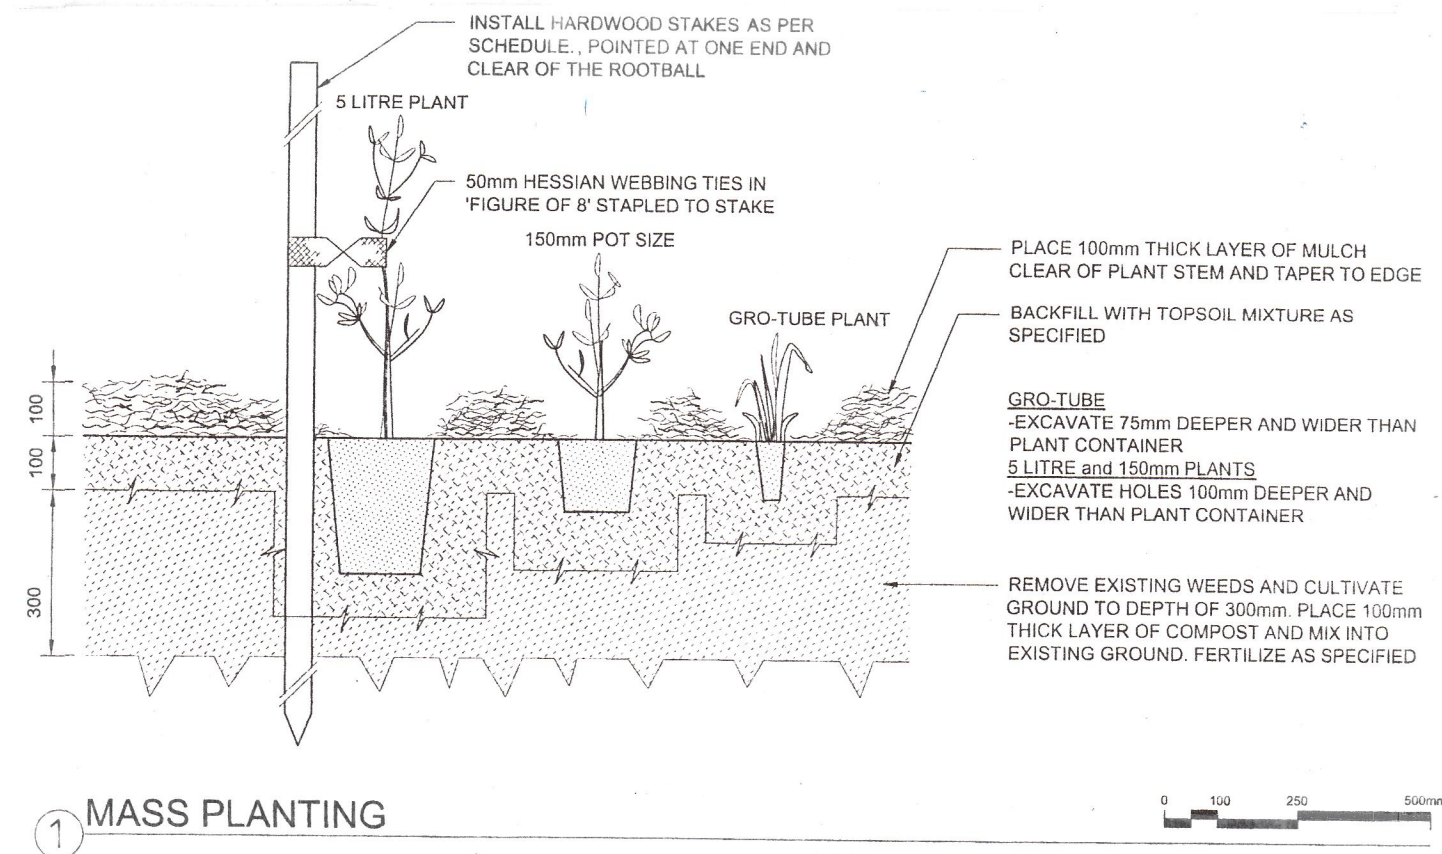 INSTALL HARDWOOD STAKES AS PER
SCHEDULE., POINTED AT ONE END AND
CLEAR OF THE ROOTBALL
5 LITRE PLANT
50mm HESSIAN WEBBING TIES IN
'FIGURE OF 8' STAPLED TO STAKE
150mm POT SIZE
GRO-TUBE PLANT
PLACE 100mm THICK LAYER OF MULCH
CLEAR OF PLANT STEM AND TAPER TO EDGE
BACKFILL WITH TOPSOIL MIXTURE AS
SPECIFIED
GRO-TUBE
-EXCAVATE 75mm DEEPER AND WIDER THAN
PLANT CONTAINER
5 LITRE and 150mm PLANTS
-EXCAVATE HOLES 100mm DEEPER AND
WIDER THAN PLANT CONTAINER
REMOVE EXISTING WEEDS AND CULTIVATE
GROUND TO DEPTH OF 300mm. PLACE 100mm
THICK LAYER OF COMPOST AND MIX INTO
EXISTING GROUND. FERTILIZE AS SPECIFIED
100
100
300
1 MASS PLANTING
0 100 250 500mm